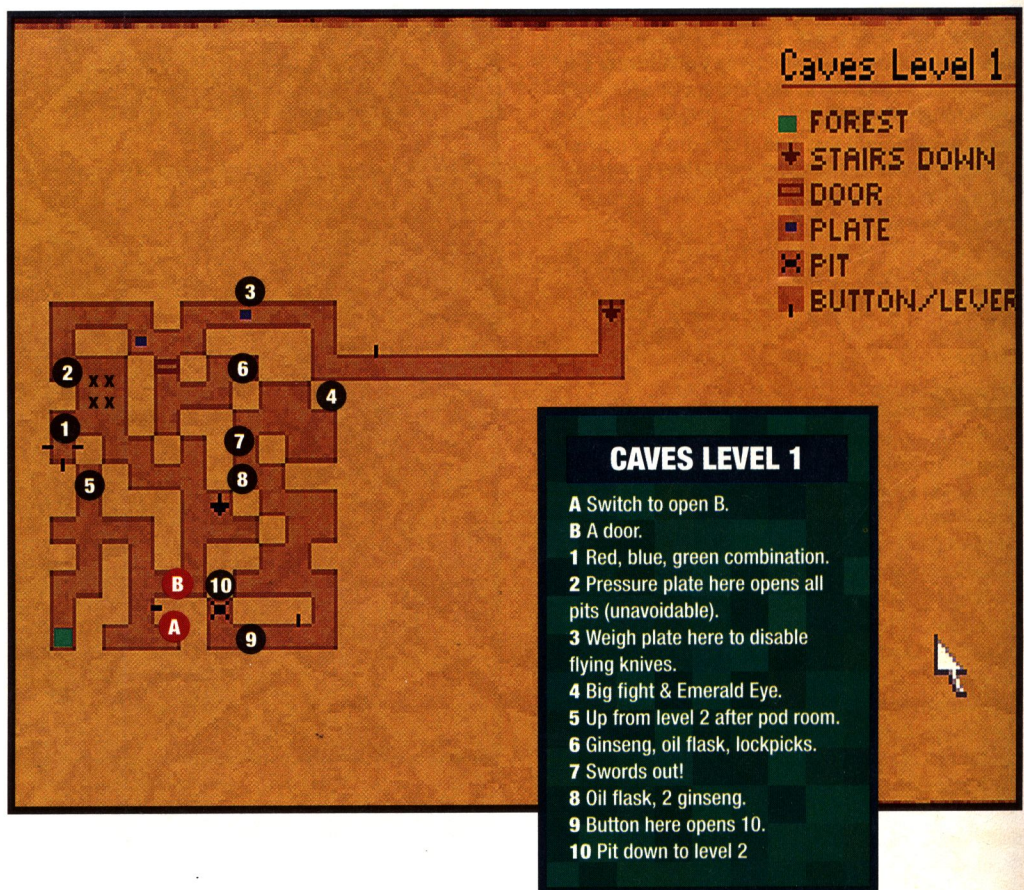 Caves Level 1
FOREST
STAIRS DOWN
DOOR
PLATE
PIT
BUTTON/LEVER
3
2
6
x x
4
x x
1
7
8
5
B
10
A
9
CAVES LEVEL 1
A Switch to open B.
B A door.
1 Red, blue, green combination.
2 Pressure plate here opens all
pits (unavoidable).
3 Weigh plate here to disable
flying knives.
4 Big fight & Emerald Eye.
5 Up from level 2 after pod room.
6 Ginseng, oil flask, lockpicks.
7 Swords out!
8 Oil flask, 2 ginseng.
9 Button here opens 10.
10 Pit down to level 2